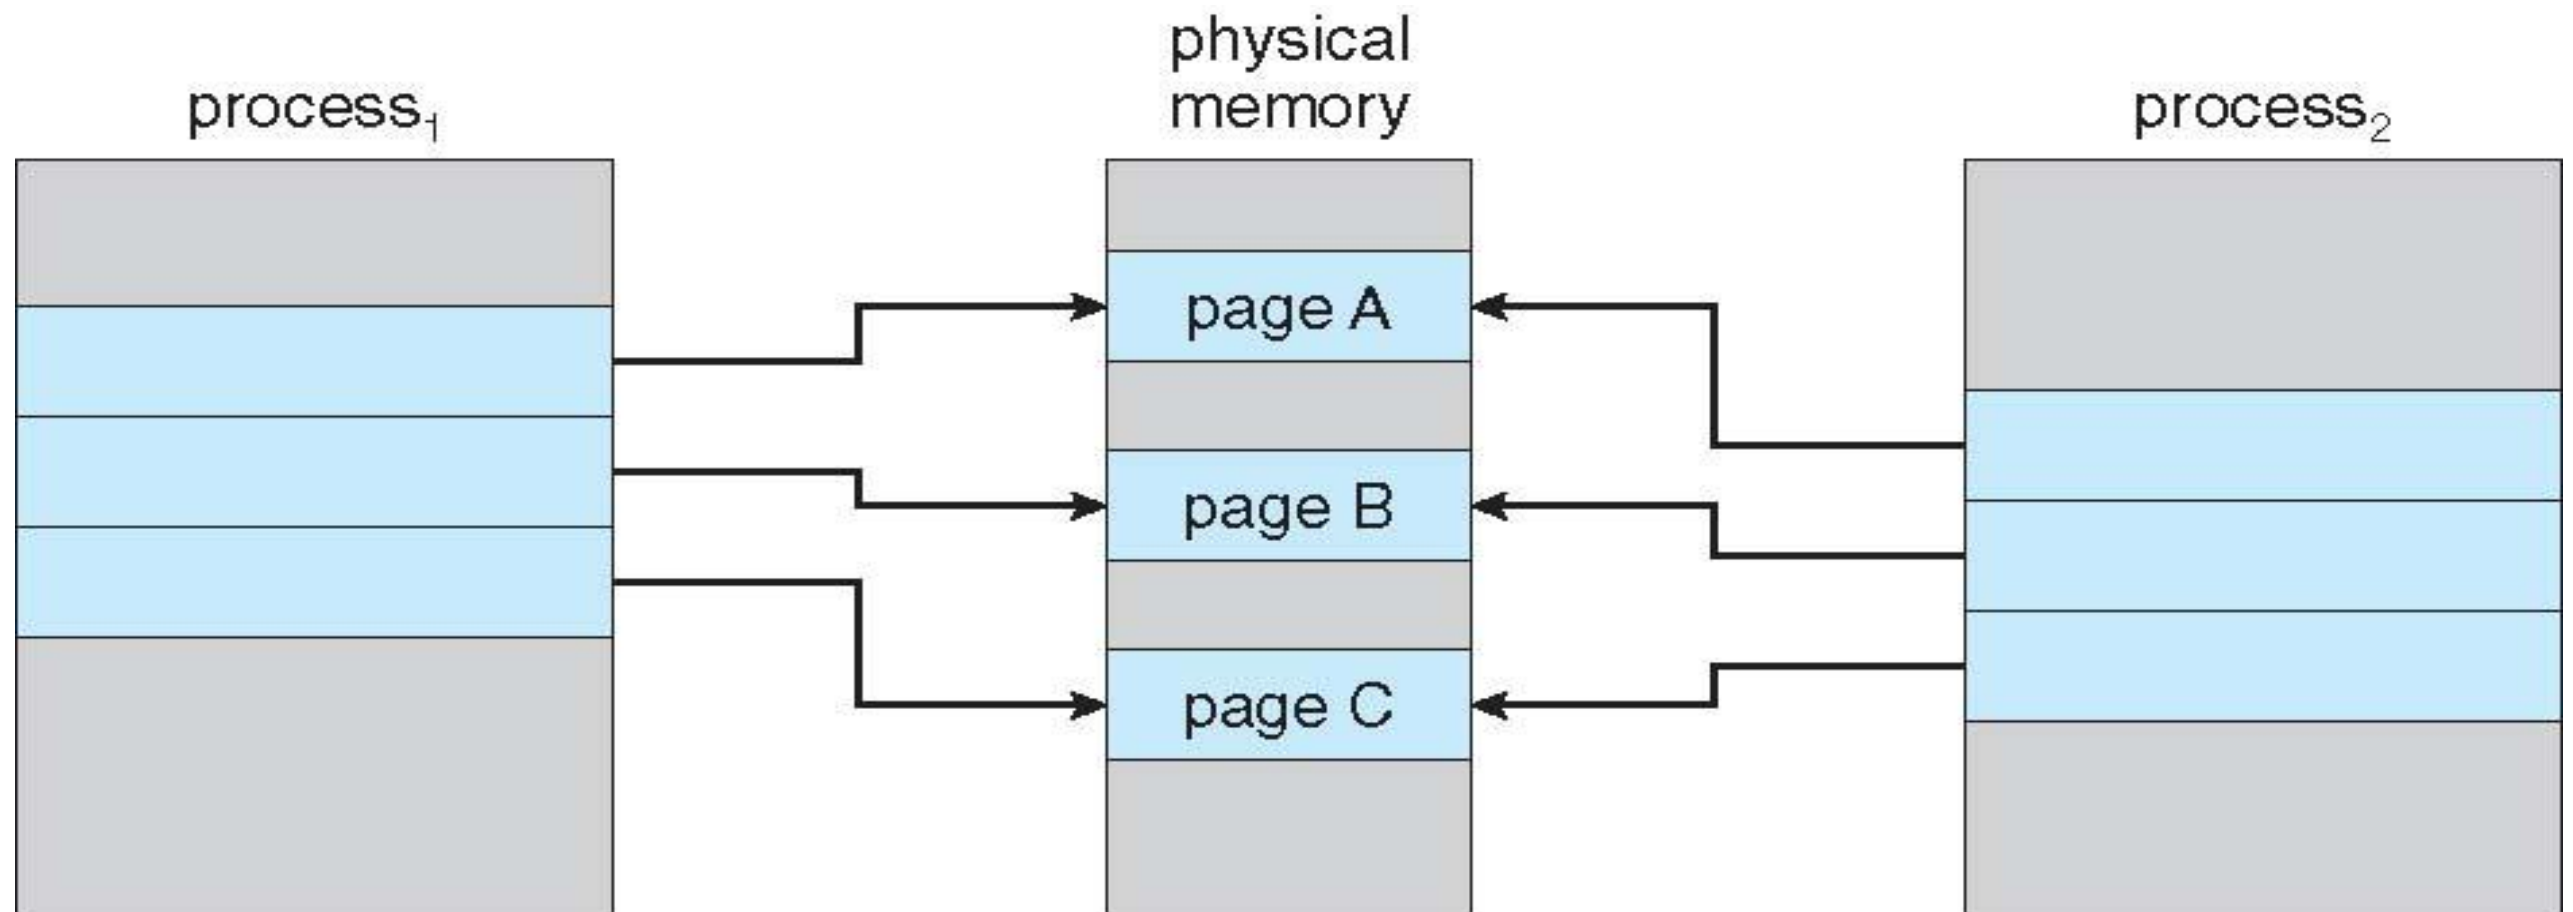 process₁
physical
memory
process₂
page A
page B
page C